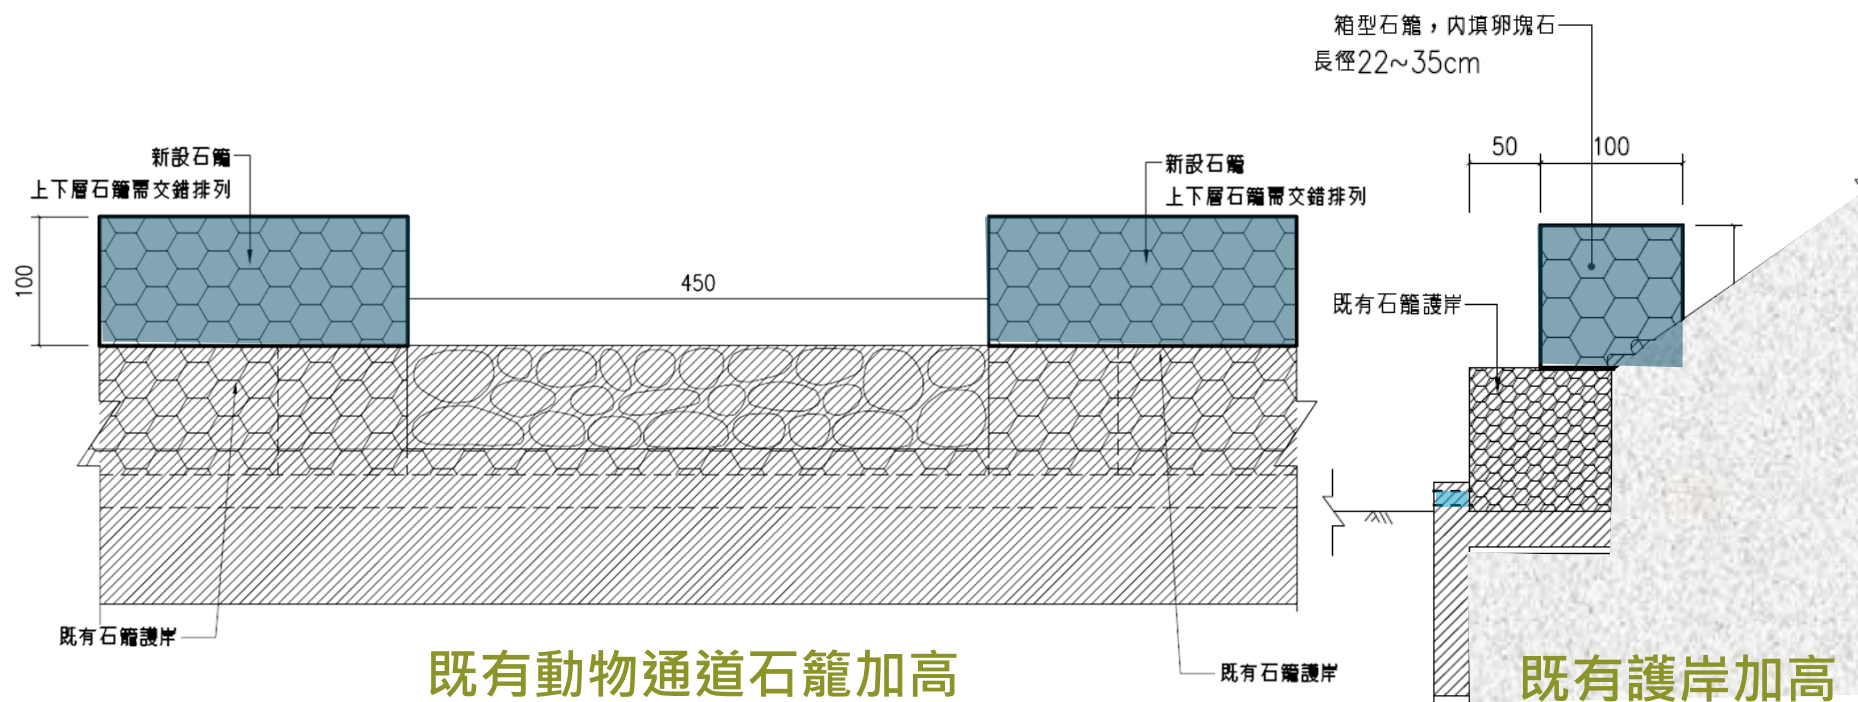 箱型石籠，內填卵塊石
長徑22~35cm
50
100
新設石籠
上下層石籠需交錯排列
新設石籠
上下層石籠需交錯排列
100
450
既有石籠護岸
既有石籠護岸
既有石籠護岸
既有動物通道石籠加高
既有護岸加高